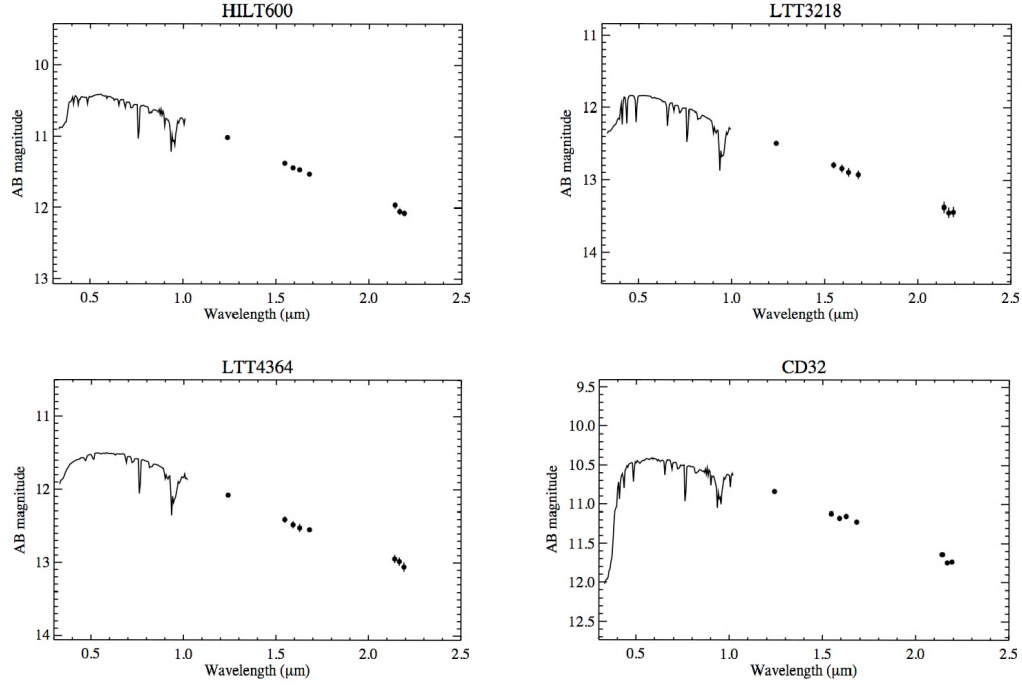 HILT600
10
11
12
13
AB magnitude
0.5 1.0 1.5 2.0 2.5
Wavelength (μm)
LTT3218
11
12
13
14
AB magnitude
0.5 1.0 1.5 2.0 2.5
Wavelength (μm)
LTT4364
11
12
13
14
AB magnitude
0.5 1.0 1.5 2.0 2.5
Wavelength (μm)
CD32
9.5
10.0
10.5
11.0
11.5
12.0
12.5
AB magnitude
0.5 1.0 1.5 2.0 2.5
Wavelength (μm)